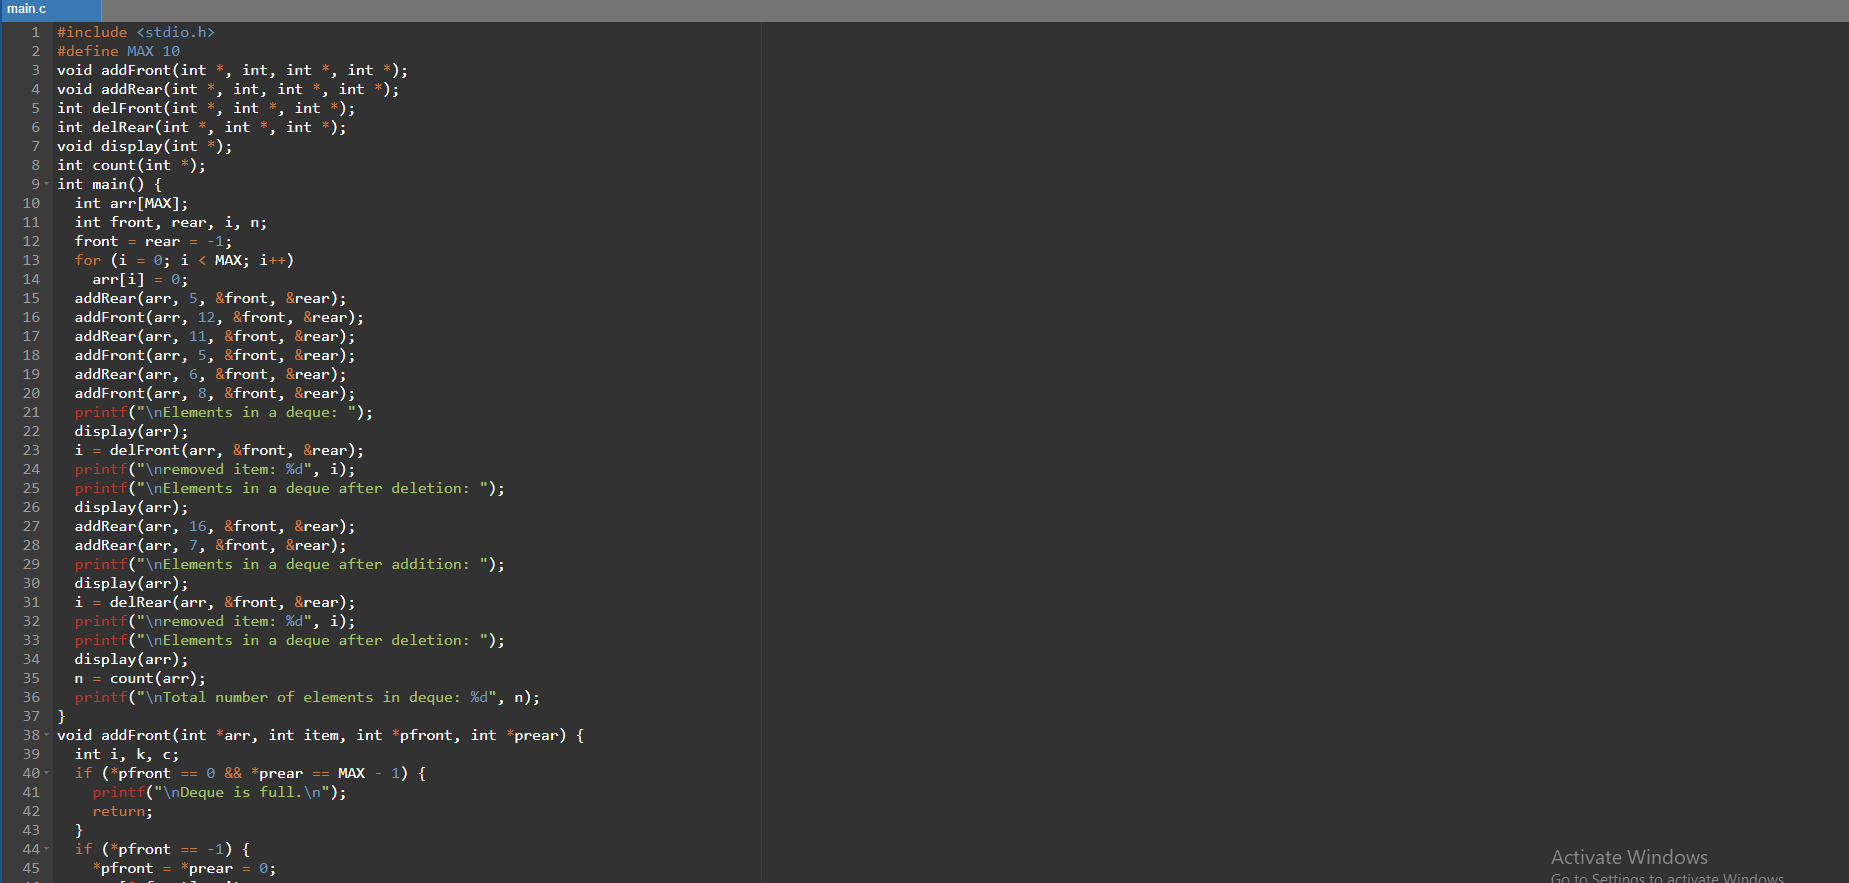 main.c
1 #include <stdio.h>
2 #define MAX 10
3 void addFront(int *, int, int *, int *);
4 void addRear(int *, int, int *, int *);
5 int delFront(int *, int *, int *);
6 int delRear(int *, int *, int *);
7 void display(int *);
8 int count(int *);
9 int main() {
10   int arr[MAX];
11   int front, rear, i, n;
12   front = rear = -1;
13   for (i = 0; i < MAX; i++)
14     arr[i] = 0;
15   addRear(arr, 5, &front, &rear);
16   addFront(arr, 12, &front, &rear);
17   addRear(arr, 11, &front, &rear);
18   addFront(arr, 5, &front, &rear);
19   addRear(arr, 6, &front, &rear);
20   addFront(arr, 8, &front, &rear);
21   printf("\nElements in a deque: ");
22   display(arr);
23   i = delFront(arr, &front, &rear);
24   printf("\nremoved item: %d", i);
25   printf("\nElements in a deque after deletion: ");
26   display(arr);
27   addRear(arr, 16, &front, &rear);
28   addRear(arr, 7, &front, &rear);
29   printf("\nElements in a deque after addition: ");
30   display(arr);
31   i = delRear(arr, &front, &rear);
32   printf("\nremoved item: %d", i);
33   printf("\nElements in a deque after deletion: ");
34   display(arr);
35   n = count(arr);
36   printf("\nTotal number of elements in deque: %d", n);
37 }
38 void addFront(int *arr, int item, int *pfront, int *prear) {
39   int i, k, c;
40   if (*pfront == 0 && *prear == MAX - 1) {
41     printf("\nDeque is full.\n");
42     return;
43   }
44   if (*pfront == -1) {
45     *pfront = *prear = 0;
Activate Windows
Go to Settings to activate Windows